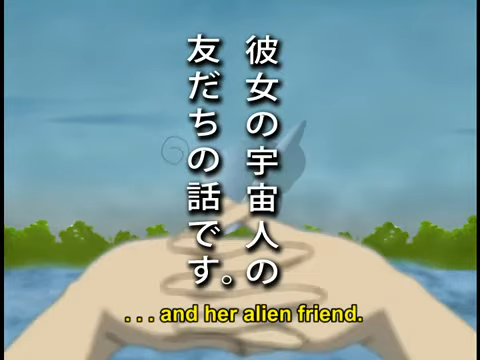 彼女の宇宙人の
友だちの話です。
. . . and her alien friend.